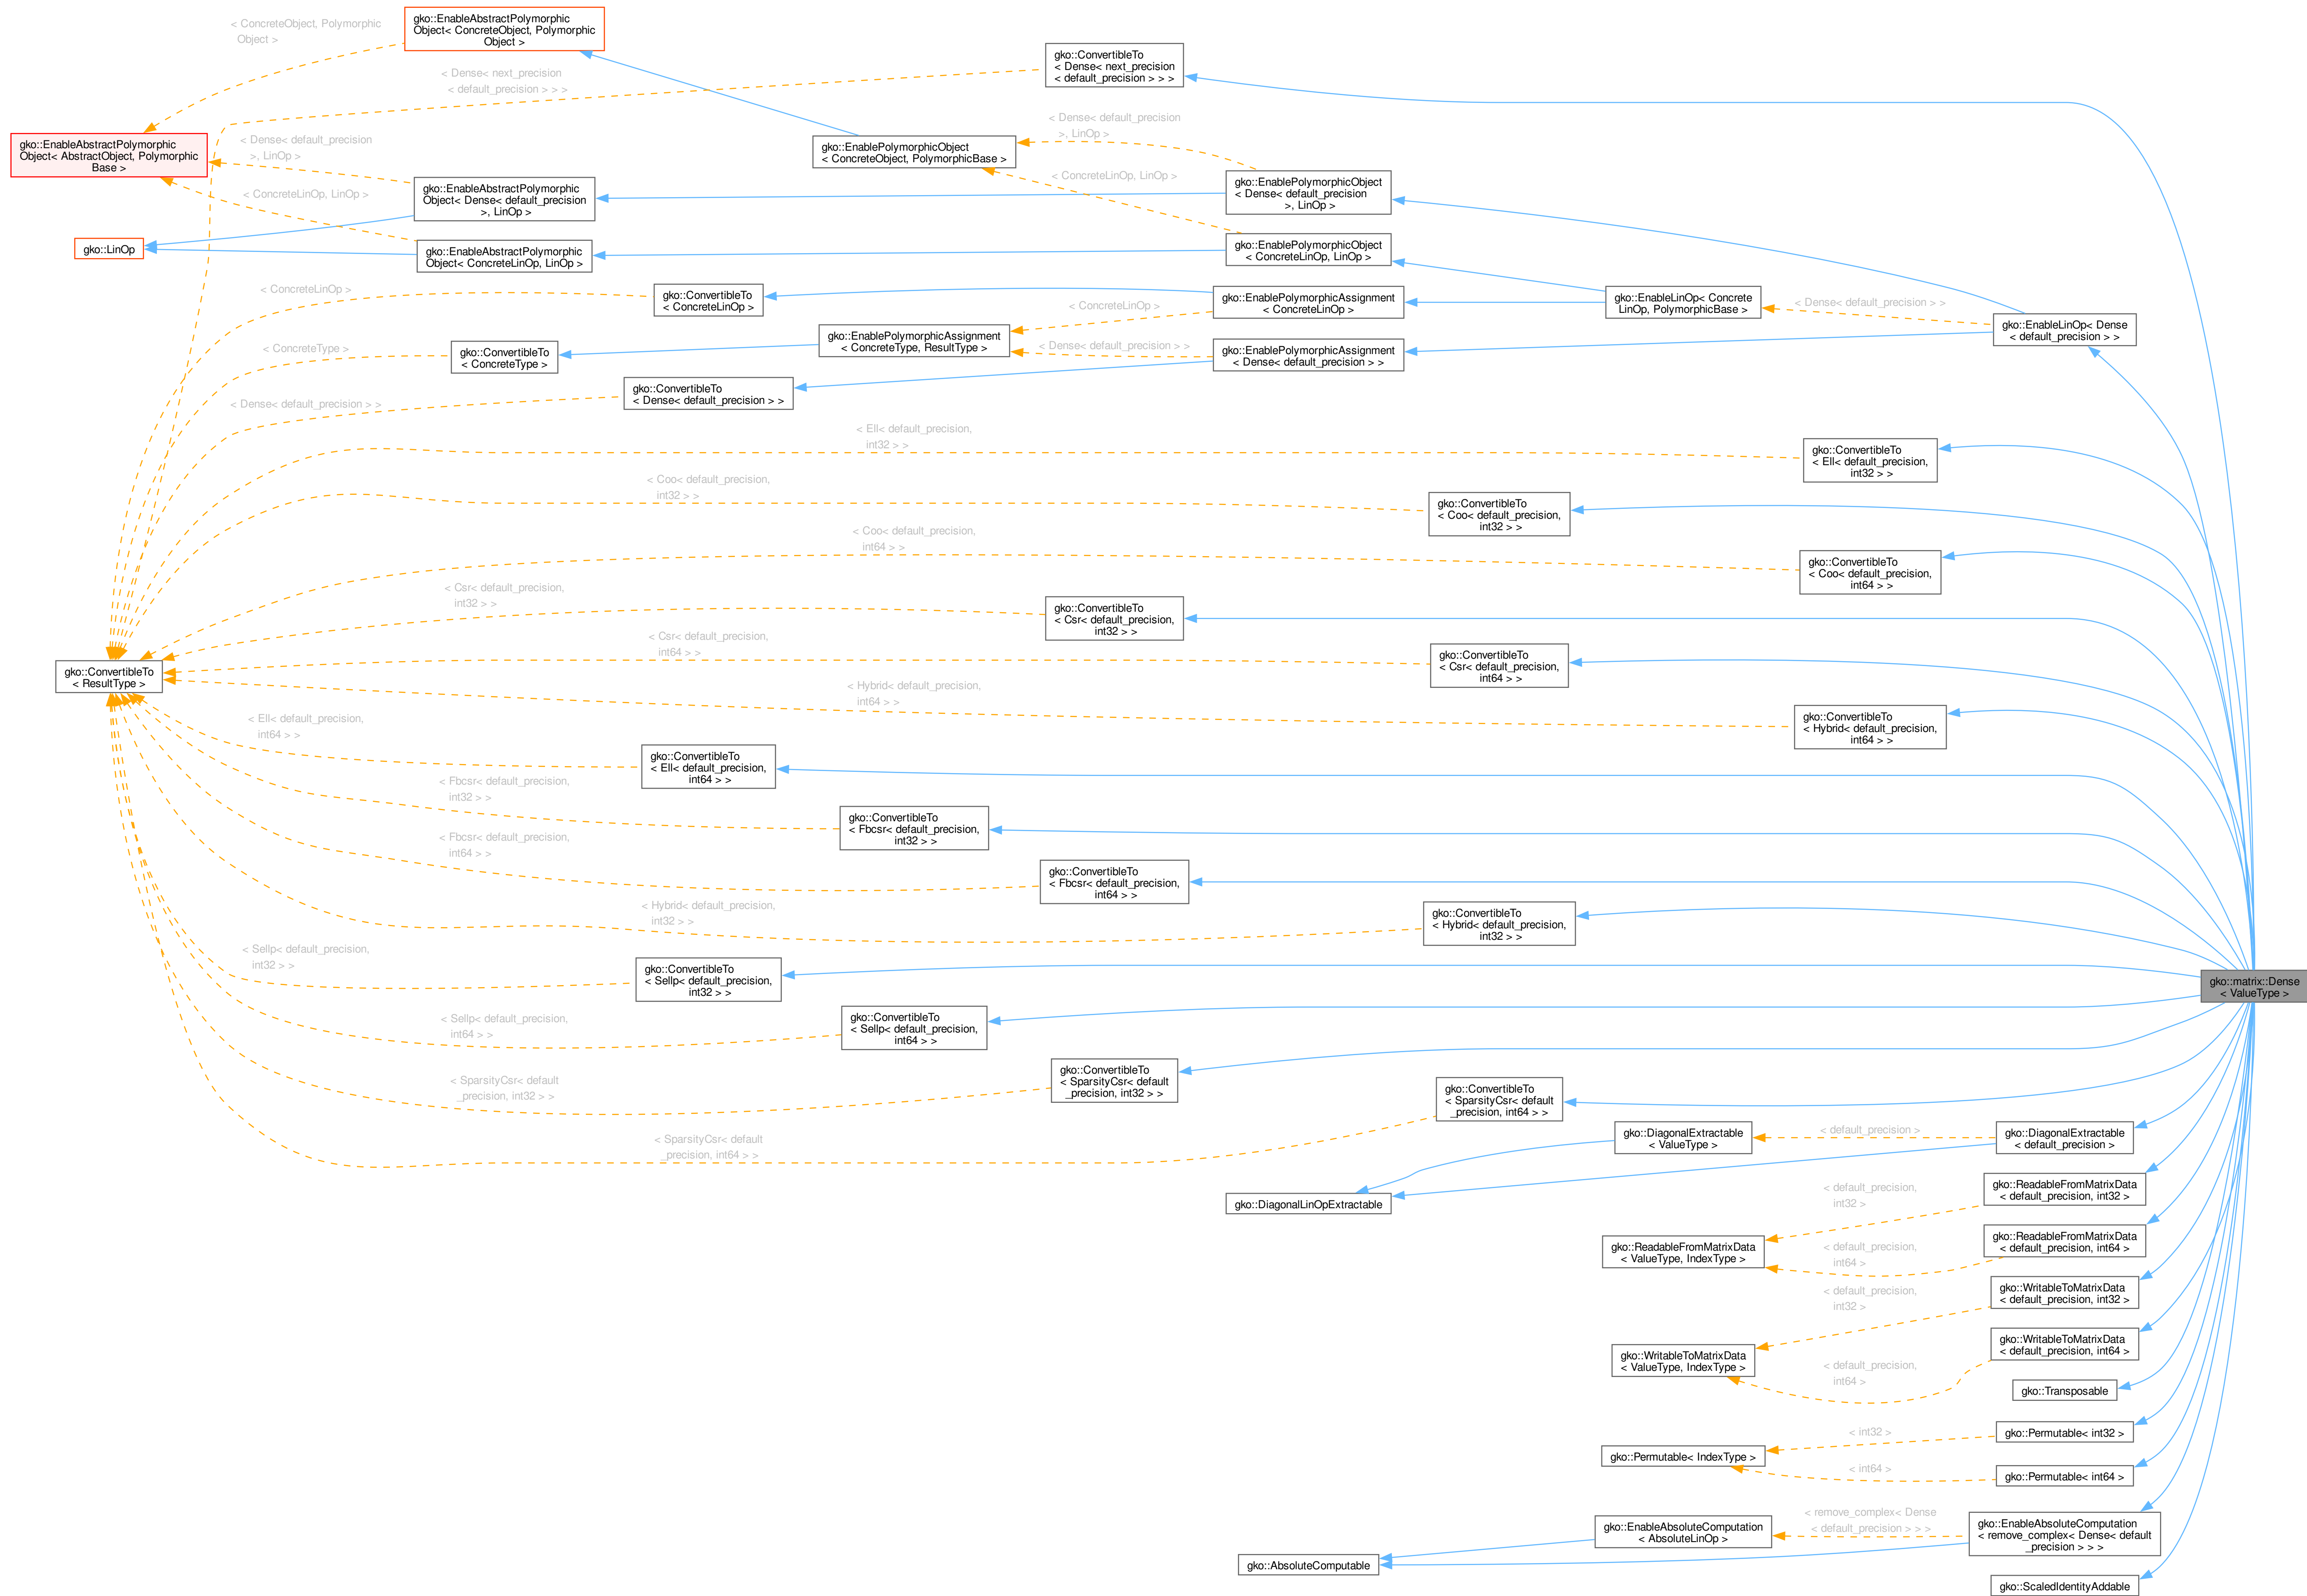 < ConcreteObject, Polymorphic
Object >
gko::EnableAbstractPolymorphic
Object< ConcreteObject, Polymorphic
Object >
gko::ConvertibleTo
< Dense< next_precision
< default_precision > > >
< Dense< next_precision
< default_precision > > >
gko::EnableAbstractPolymorphic
Object< AbstractObject, Polymorphic
Base >
< Dense< default_precision
>, LinOp >
gko::EnablePolymorphicObject
< ConcreteObject, PolymorphicBase >
< Dense< default_precision
>, LinOp >
< ConcreteLinOp, LinOp >
gko::EnableAbstractPolymorphic
Object< Dense< default_precision
>, LinOp >
< ConcreteLinOp, LinOp >
gko::EnablePolymorphicObject
< Dense< default_precision
>, LinOp >
gko::LinOp
gko::EnableAbstractPolymorphic
Object< ConcreteLinOp, LinOp >
gko::EnablePolymorphicObject
< ConcreteLinOp, LinOp >
< ConcreteLinOp >
gko::ConvertibleTo
< ConcreteLinOp >
< ConcreteLinOp >
gko::EnablePolymorphicAssignment
< ConcreteLinOp >
gko::EnableLinOp< Concrete
LinOp, PolymorphicBase >
< Dense< default_precision > >
gko::EnableLinOp< Dense
< default_precision > >
< ConcreteType >
gko::ConvertibleTo
< ConcreteType >
gko::EnablePolymorphicAssignment
< ConcreteType, ResultType >
< Dense< default_precision > >
gko::EnablePolymorphicAssignment
< Dense< default_precision > >
< Dense< default_precision > >
gko::ConvertibleTo
< Dense< default_precision > >
< Ell< default_precision,
int32 > >
gko::ConvertibleTo
< Ell< default_precision,
int32 > >
< Coo< default_precision,
int32 > >
gko::ConvertibleTo
< Coo< default_precision,
int32 > >
< Coo< default_precision,
int64 > >
gko::ConvertibleTo
< Coo< default_precision,
int64 > >
< Csr< default_precision,
int32 > >
gko::ConvertibleTo
< Csr< default_precision,
int32 > >
< Csr< default_precision,
int64 > >
gko::ConvertibleTo
< Csr< default_precision,
int64 > >
gko::ConvertibleTo
< ResultType >
< Hybrid< default_precision,
int64 > >
gko::ConvertibleTo
< Hybrid< default_precision,
int64 > >
< Ell< default_precision,
int64 > >
gko::ConvertibleTo
< Ell< default_precision,
int64 > >
< Fbcsr< default_precision,
int32 > >
gko::ConvertibleTo
< Fbcsr< default_precision,
int32 > >
< Fbcsr< default_precision,
int64 > >
gko::ConvertibleTo
< Fbcsr< default_precision,
int64 > >
< Hybrid< default_precision,
int32 > >
gko::ConvertibleTo
< Hybrid< default_precision,
int32 > >
< Sellp< default_precision,
int32 > >
gko::ConvertibleTo
< Sellp< default_precision,
int32 > >
gko::matrix::Dense
< ValueType >
< Sellp< default_precision,
int64 > >
gko::ConvertibleTo
< Sellp< default_precision,
int64 > >
< SparsityCsr< default
_precision, int32 > >
gko::ConvertibleTo
< SparsityCsr< default
_precision, int32 > >
gko::ConvertibleTo
< SparsityCsr< default
_precision, int64 > >
< SparsityCsr< default
_precision, int64 > >
gko::DiagonalExtractable
< ValueType >
< default_precision >
gko::DiagonalExtractable
< default_precision >
gko::DiagonalLinOpExtractable
< default_precision,
int32 >
gko::ReadableFromMatrixData
< default_precision, int32 >
gko::ReadableFromMatrixData
< ValueType, IndexType >
< default_precision,
int64 >
gko::ReadableFromMatrixData
< default_precision, int64 >
< default_precision,
int32 >
gko::WritableToMatrixData
< default_precision, int32 >
gko::WritableToMatrixData
< ValueType, IndexType >
< default_precision,
int64 >
gko::WritableToMatrixData
< default_precision, int64 >
gko::Transposable
< int32 >
gko::Permutable< int32 >
gko::Permutable< IndexType >
< int64 >
gko::Permutable< int64 >
gko::EnableAbsoluteComputation
< AbsoluteLinOp >
< remove_complex< Dense
< default_precision > > >
gko::EnableAbsoluteComputation
< remove_complex< Dense< default
_precision > > >
gko::AbsoluteComputable
gko::ScaledIdentityAddable